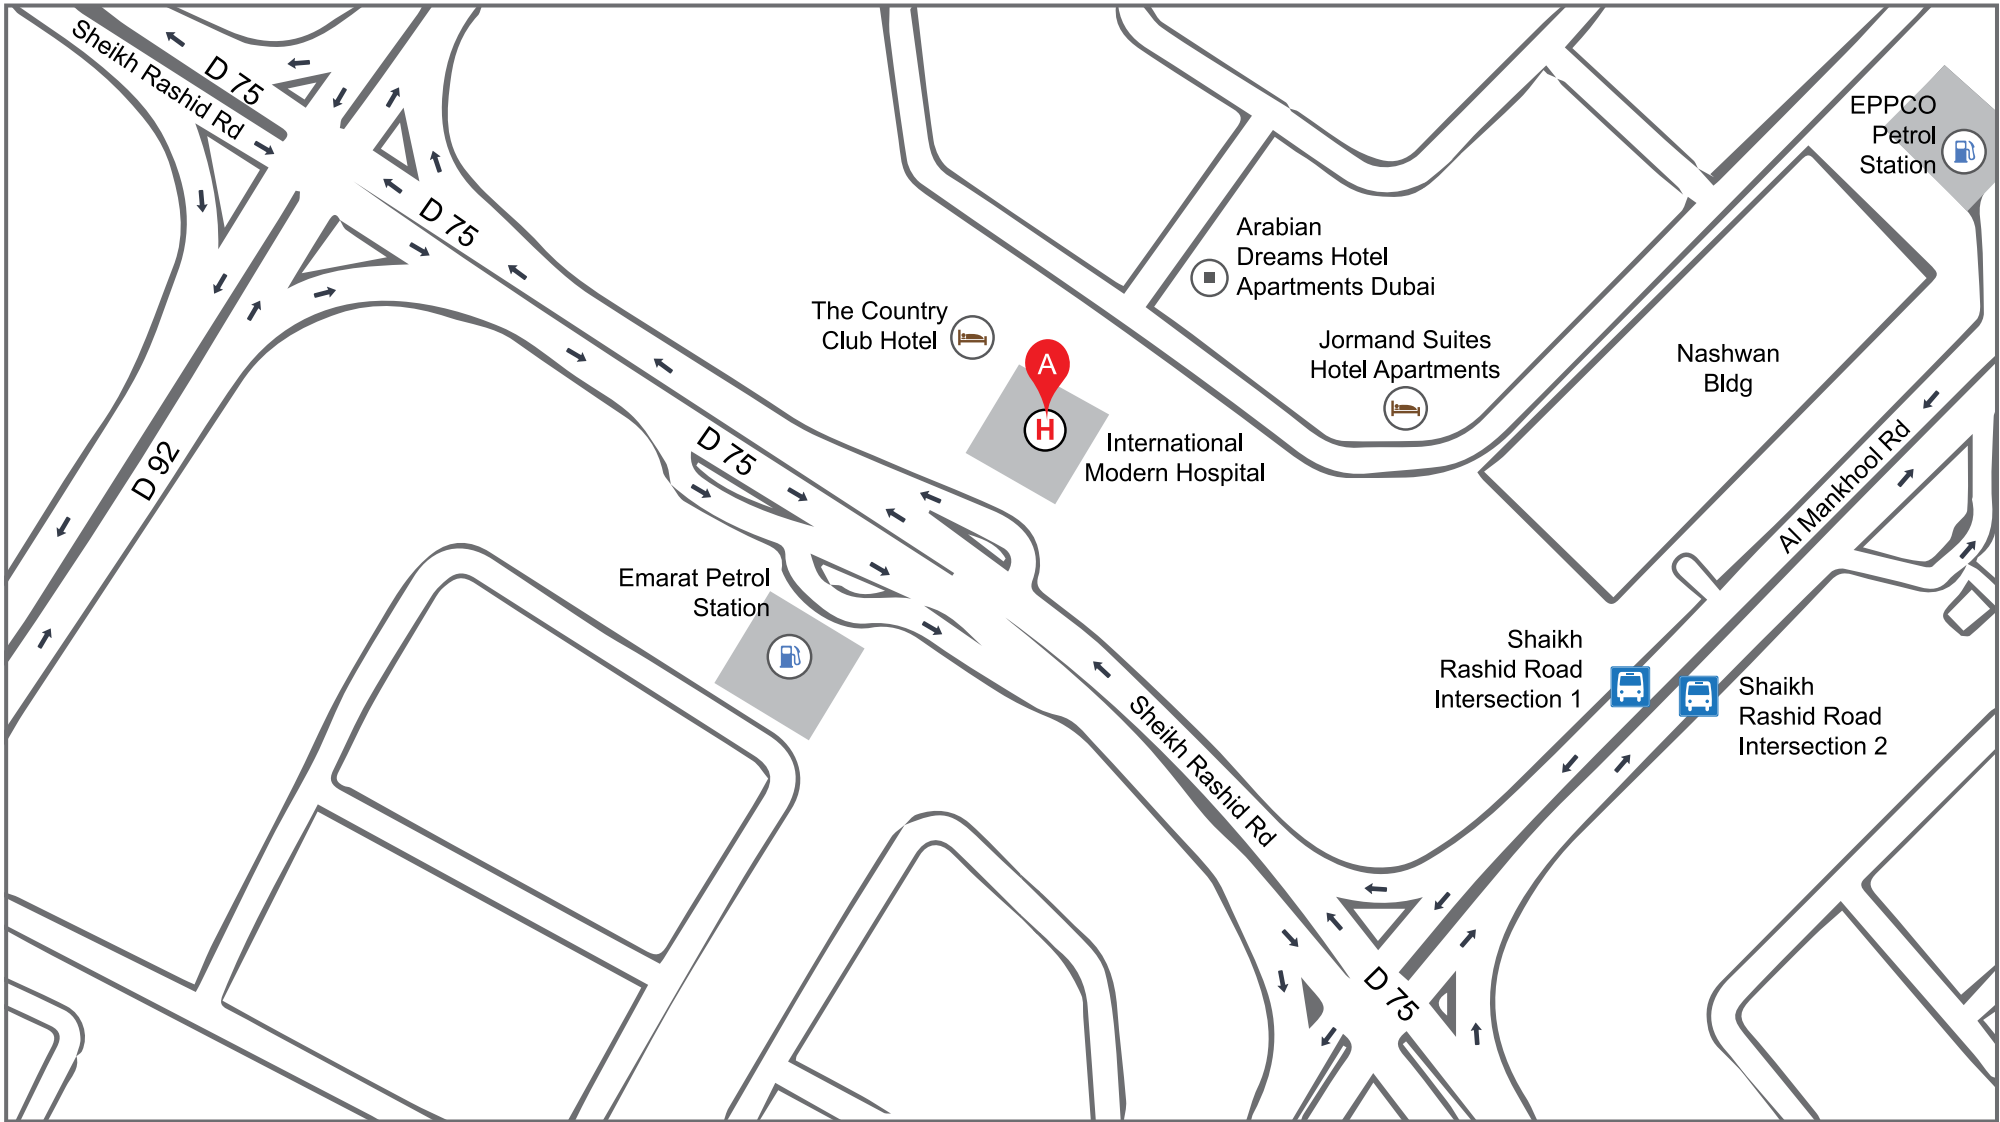 Sheikh Rashid Rd
D 75
EPPCO
Petrol
Station
D 75
Arabian
Dreams Hotel
Apartments Dubai
The Country
Club Hotel
Jormand Suites
Hotel Apartments
Nashwan
Bldg
A
H
International
Modern Hospital
D 75
D 92
Al Mankhool Rd
Emarat Petrol
Station
Shaikh
Rashid Road
Intersection 1
Shaikh
Rashid Road
Intersection 2
Sheikh Rashid Rd
D 75